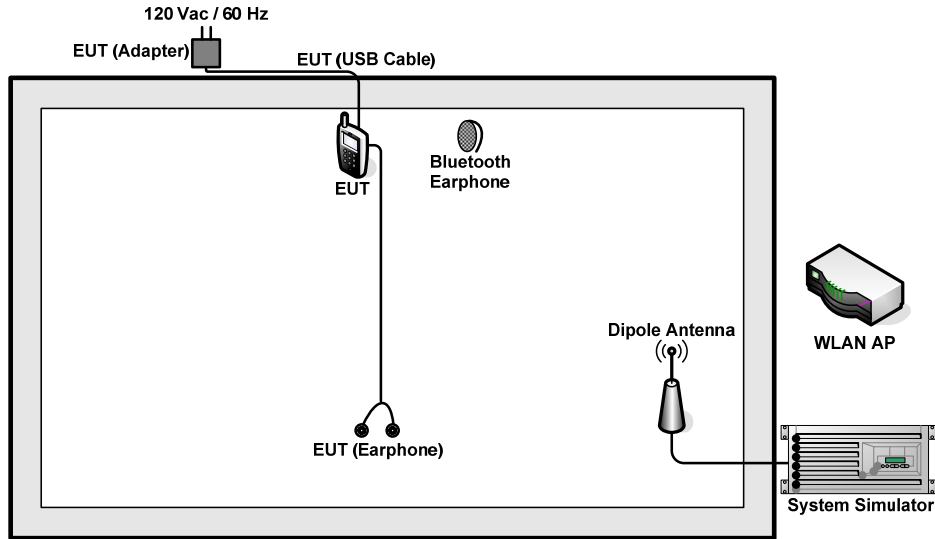 120 Vac / 60 Hz
EUT (Adapter)
EUT (USB Cable)
EUT
Bluetooth
Earphone
Dipole Antenna
WLAN AP
EUT (Earphone)
System Simulator